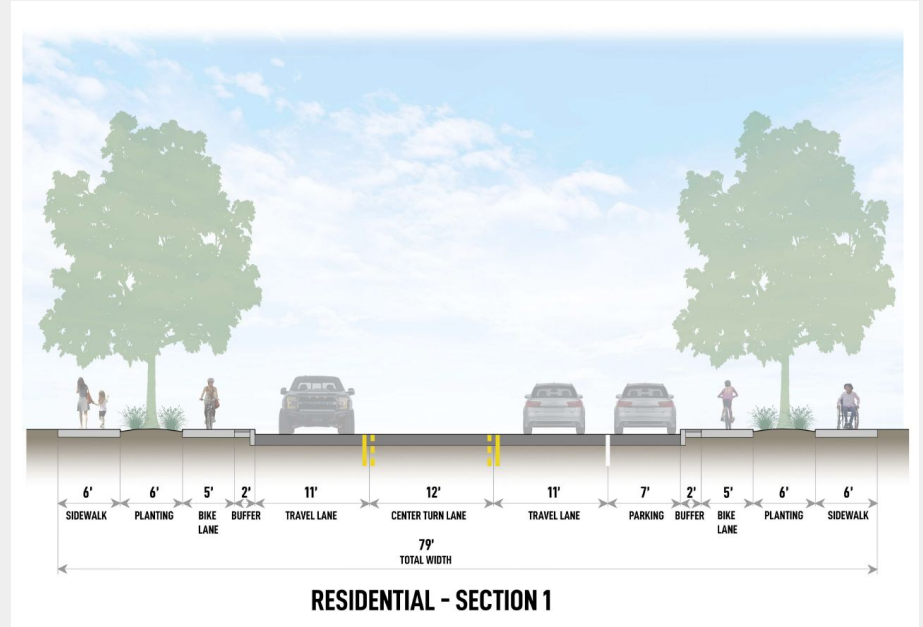 6' 6' 5' 2' 11' 12' 11' 7' 2' 5' 6' 6'
SIDEWALK PLANTING BIKE LANE BUFFER TRAVEL LANE CENTER TURN LANE TRAVEL LANE PARKING BUFFER BIKE LANE PLANTING SIDEWALK
79'
TOTAL WIDTH
RESIDENTIAL - SECTION 1